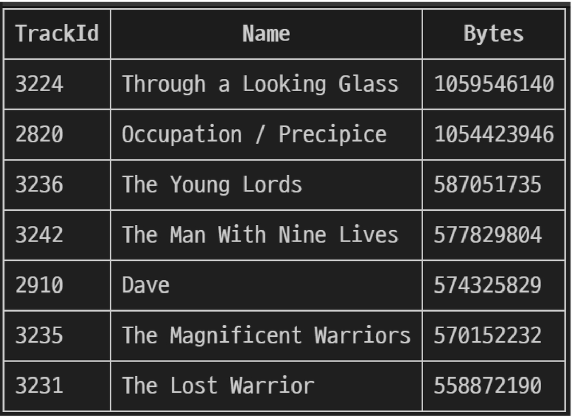 TrackId Name Bytes
3224 Through a Looking Glass 1059546140
2820 Occupation / Precipice 1054423946
3236 The Young Lords 587051735
3242 The Man With Nine Lives 577829804
2910 Dave 574325829
3235 The Magnificent Warriors 570152232
3231 The Lost Warrior 558872190